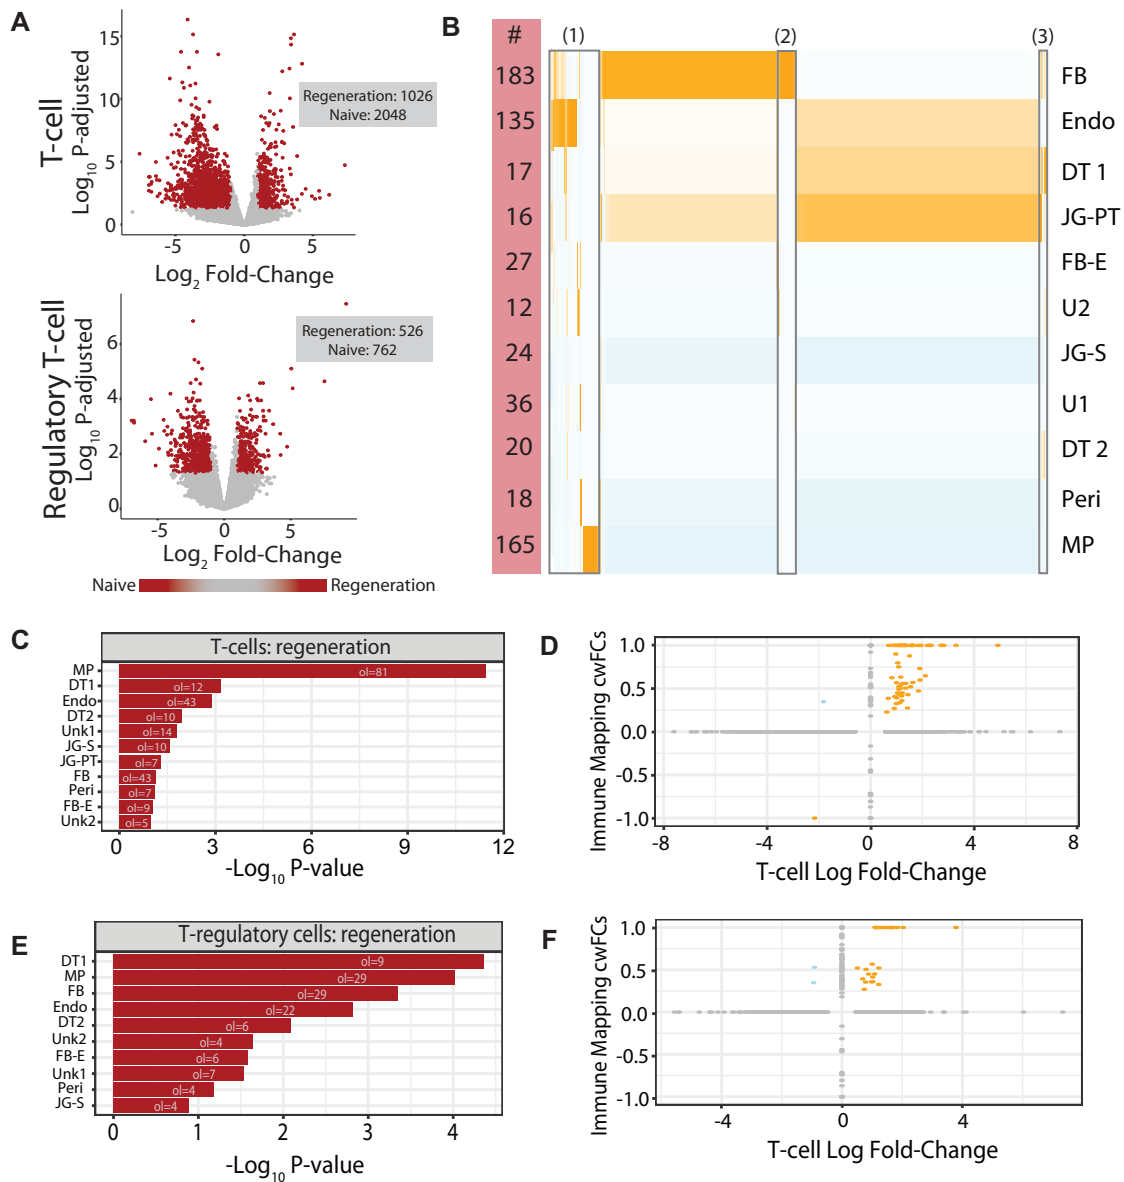 A
T-cell
Log10 P-adjusted
15
10
5
0
Regeneration: 1026
Naive: 2048
-5
0
5
Log2 Fold-Change
Regulatory T-cell
Log10 P-adjusted
6
4
2
0
Regeneration: 526
Naive: 762
-5
0
5
Log2 Fold-Change
Naive
Regeneration
B
#
(1)
(2)
(3)
183
FB
135
Endo
17
DT 1
16
JG-PT
27
FB-E
12
U2
24
JG-S
36
U1
20
DT 2
18
Peri
165
MP
C
T-cells: regeneration
MP
ol=81
DT1
ol=12
Endo
ol=43
DT2
ol=10
Unk1
ol=14
JG-S
ol=10
JG-PT
ol=7
FB
ol=43
Peri
ol=7
FB-E
ol=9
Unk2
ol=5
0
3
6
9
12
-Log10 P-value
D
Immune Mapping cwFCs
1.0
0.5
0.0
-0.5
-1.0
-8
-4
0
4
8
T-cell Log Fold-Change
E
T-regulatory cells: regeneration
DT1
ol=9
MP
ol=29
FB
ol=29
Endo
ol=22
DT2
ol=6
Unk2
ol=4
FB-E
ol=6
Unk1
ol=7
Peri
ol=4
JG-S
ol=4
0
1
2
3
4
-Log10 P-value
F
Immune Mapping cwFCs
1.0
0.5
0.0
-0.5
-1.0
-4
0
4
T-cell Log Fold-Change